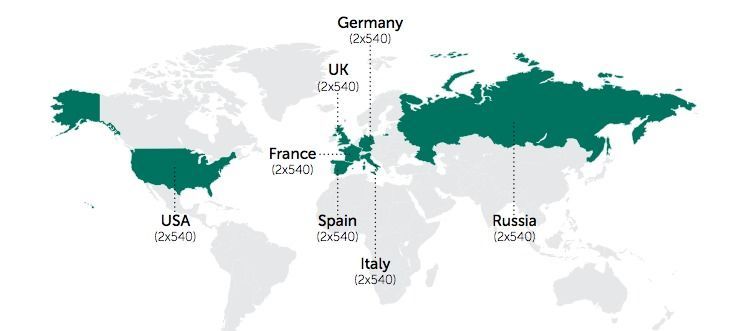 Germany
(2x540)
UK
(2x540)
France
(2x540)
USA
(2x540)
Spain
(2x540)
Russia
(2x540)
Italy
(2x540)